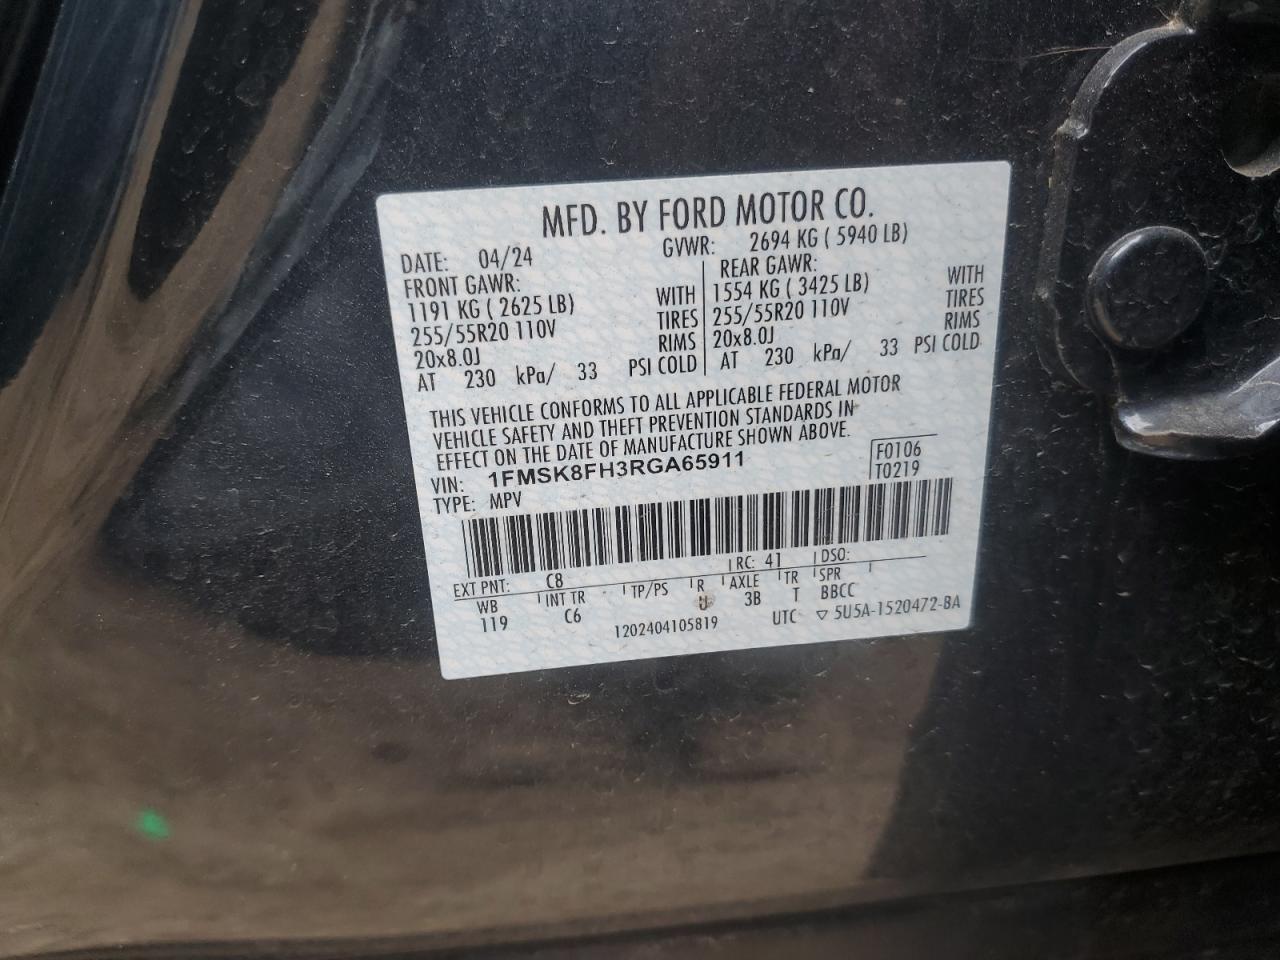 MFD. BY FORD MOTOR CO.
DATE: 04/24 GVWR: 2694 KG ( 5940 LB)
FRONT GAWR: REAR GAWR:
1191 KG ( 2625 LB) WITH 1554 KG ( 3425 LB) WITH
255/55R20 110V TIRES 255/55R20 110V TIRES
20x8.0J RIMS 20x8.0J RIMS
AT 230 kPa/ 33 PSI COLD AT 230 kPa/ 33 PSI COLD
THIS VEHICLE CONFORMS TO ALL APPLICABLE FEDERAL MOTOR
VEHICLE SAFETY AND THEFT PREVENTION STANDARDS IN
EFFECT ON THE DATE OF MANUFACTURE SHOWN ABOVE.
VIN: 1FMSK8FH3RGA65911 F0106
TYPE: MPV T0219
EXT PNT: C8 RC: 41 DSO:
WB INT TR TP/PS R AXLE TR SPR
119 C6 U 3B T BBCC
1202404105819 UTC ▽ 5U5A-1520472-BA